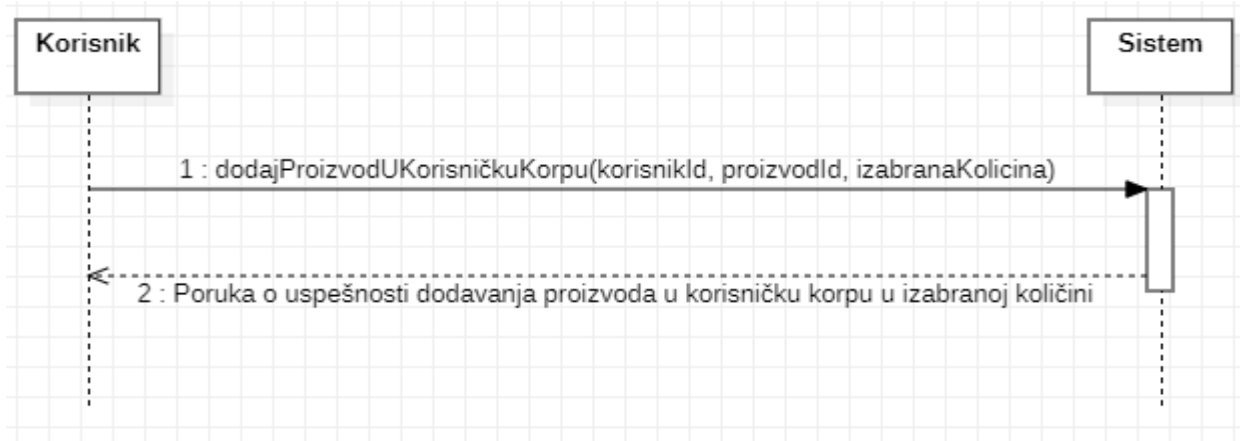 Korisnik
Sistem
1 : dodajProizvodUKorisničkuKorpu(korisnikId, proizvodId, izabranaKolicina)
2 : Poruka o uspešnosti dodavanja proizvoda u korisničku korpu u izabranoj količini